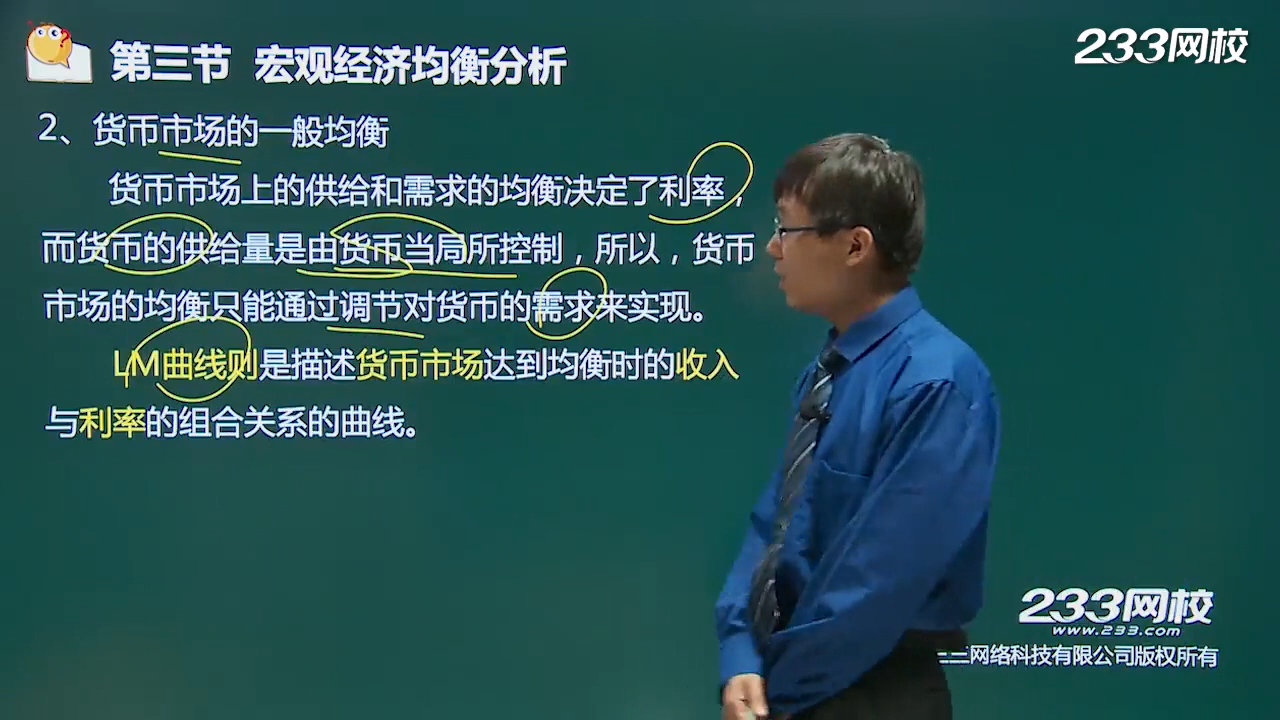 第三节 宏观经济均衡分析
233网校
2、货币市场的一般均衡
货币市场上的供给和需求的均衡决定了利率，
而货币的供给量是由货币当局所控制，所以，货币
市场的均衡只能通过调节对货币的需求来实现。
LM曲线则是描述货币市场达到均衡时的收入
与利率的组合关系的曲线。
233网校
www.233.com
三网络科技有限公司版权所有